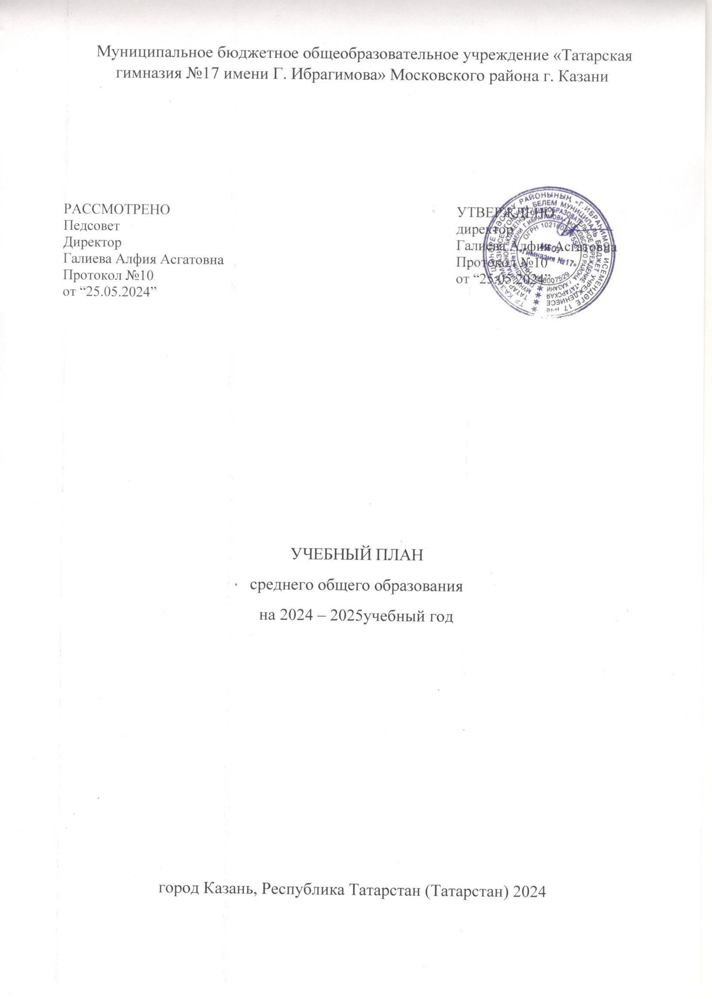 Муниципальное бюджетное общеобразовательное учреждение «Татарская
гимназия №17 имени Г. Ибрагимова» Московского района г. Казани
РАССМОТРЕНО
Педсовет
Директор
Галиева Алфия Асгатовна
Протокол №10
от “25.05.2024”
УТВЕРЖДЕНО
директор
Галиева Алфия Асгатовна
Протокол №10
от “25.05.2024”
МБОУ
«Гимназия №17»
УЧЕБНЫЙ ПЛАН
среднего общего образования
на 2024 – 2025учебный год
город Казань, Республика Татарстан (Татарстан) 2024